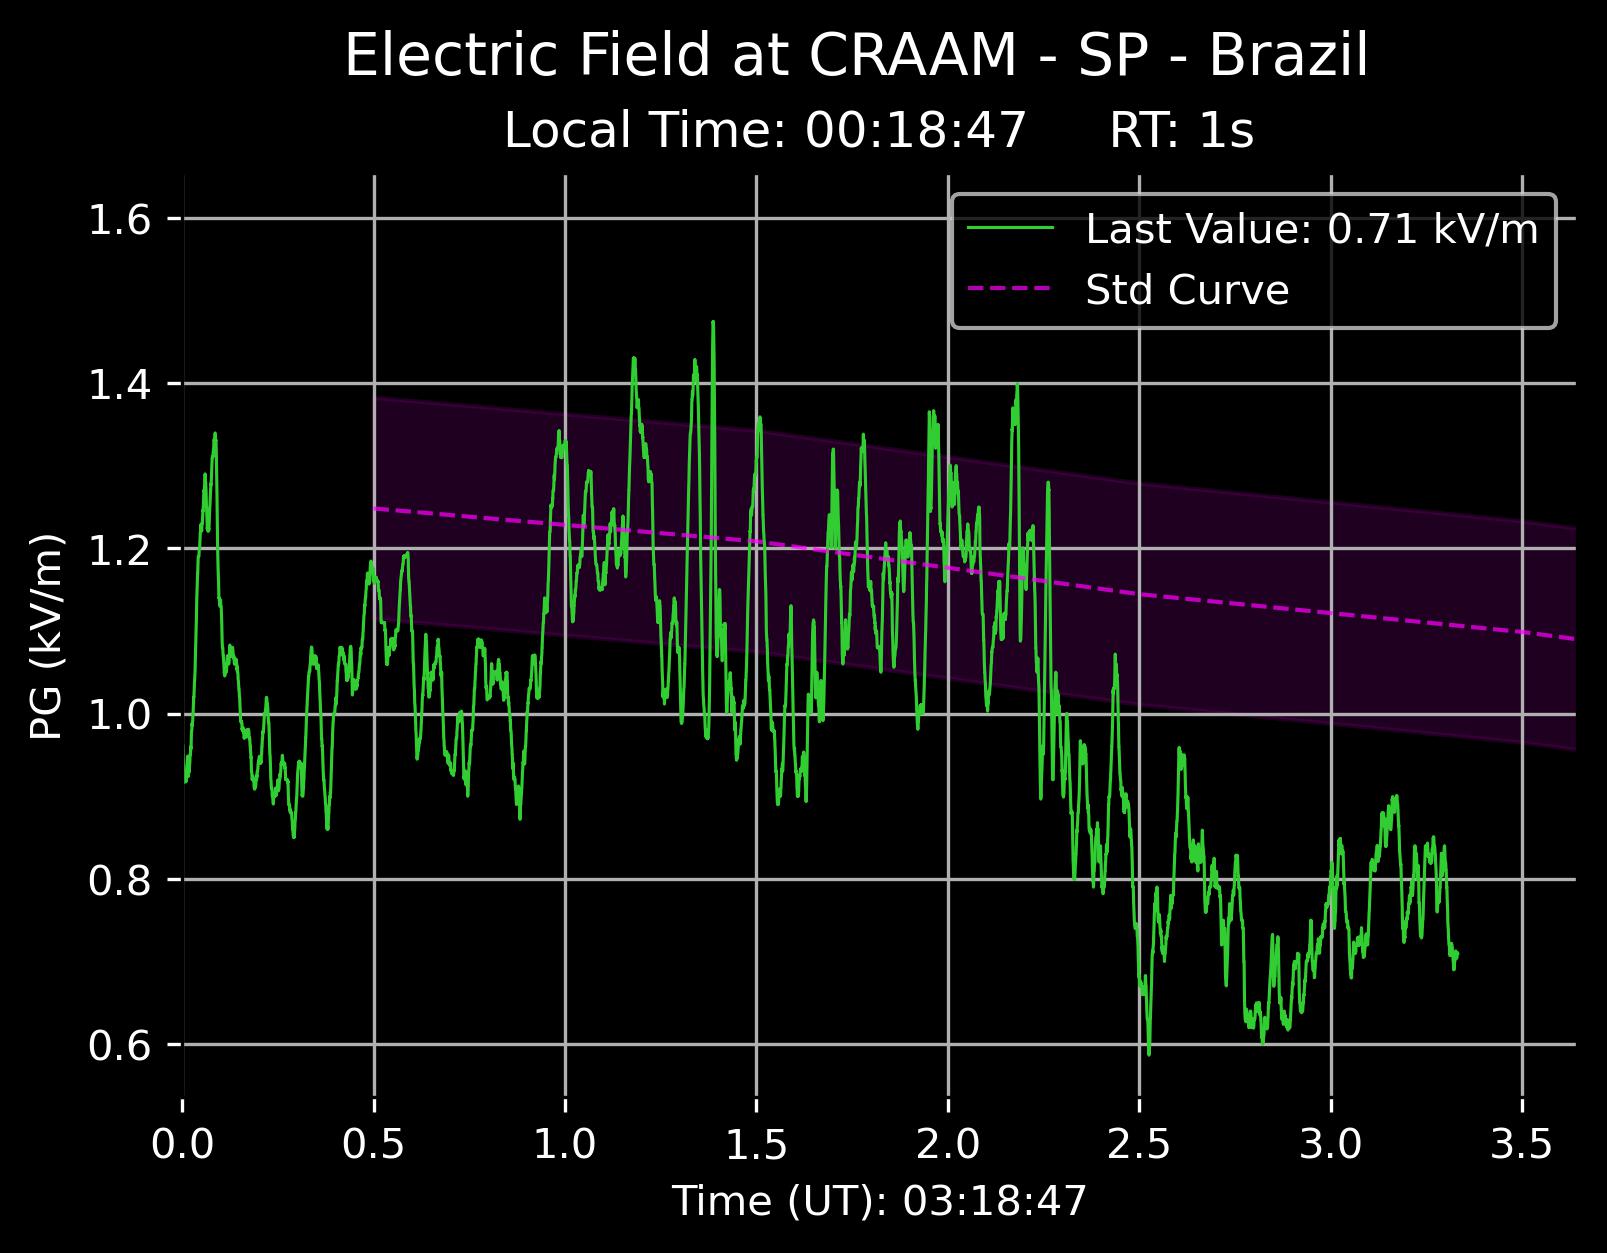 Electric Field at CRAAM - SP - Brazil
Local Time: 00:18:47 RT: 1s
Last Value: 0.71 kV/m
Std Curve
PG (kV/m)
1.6
1.4
1.2
1.0
0.8
0.6
0.0 0.5 1.0 1.5 2.0 2.5 3.0 3.5
Time (UT): 03:18:47